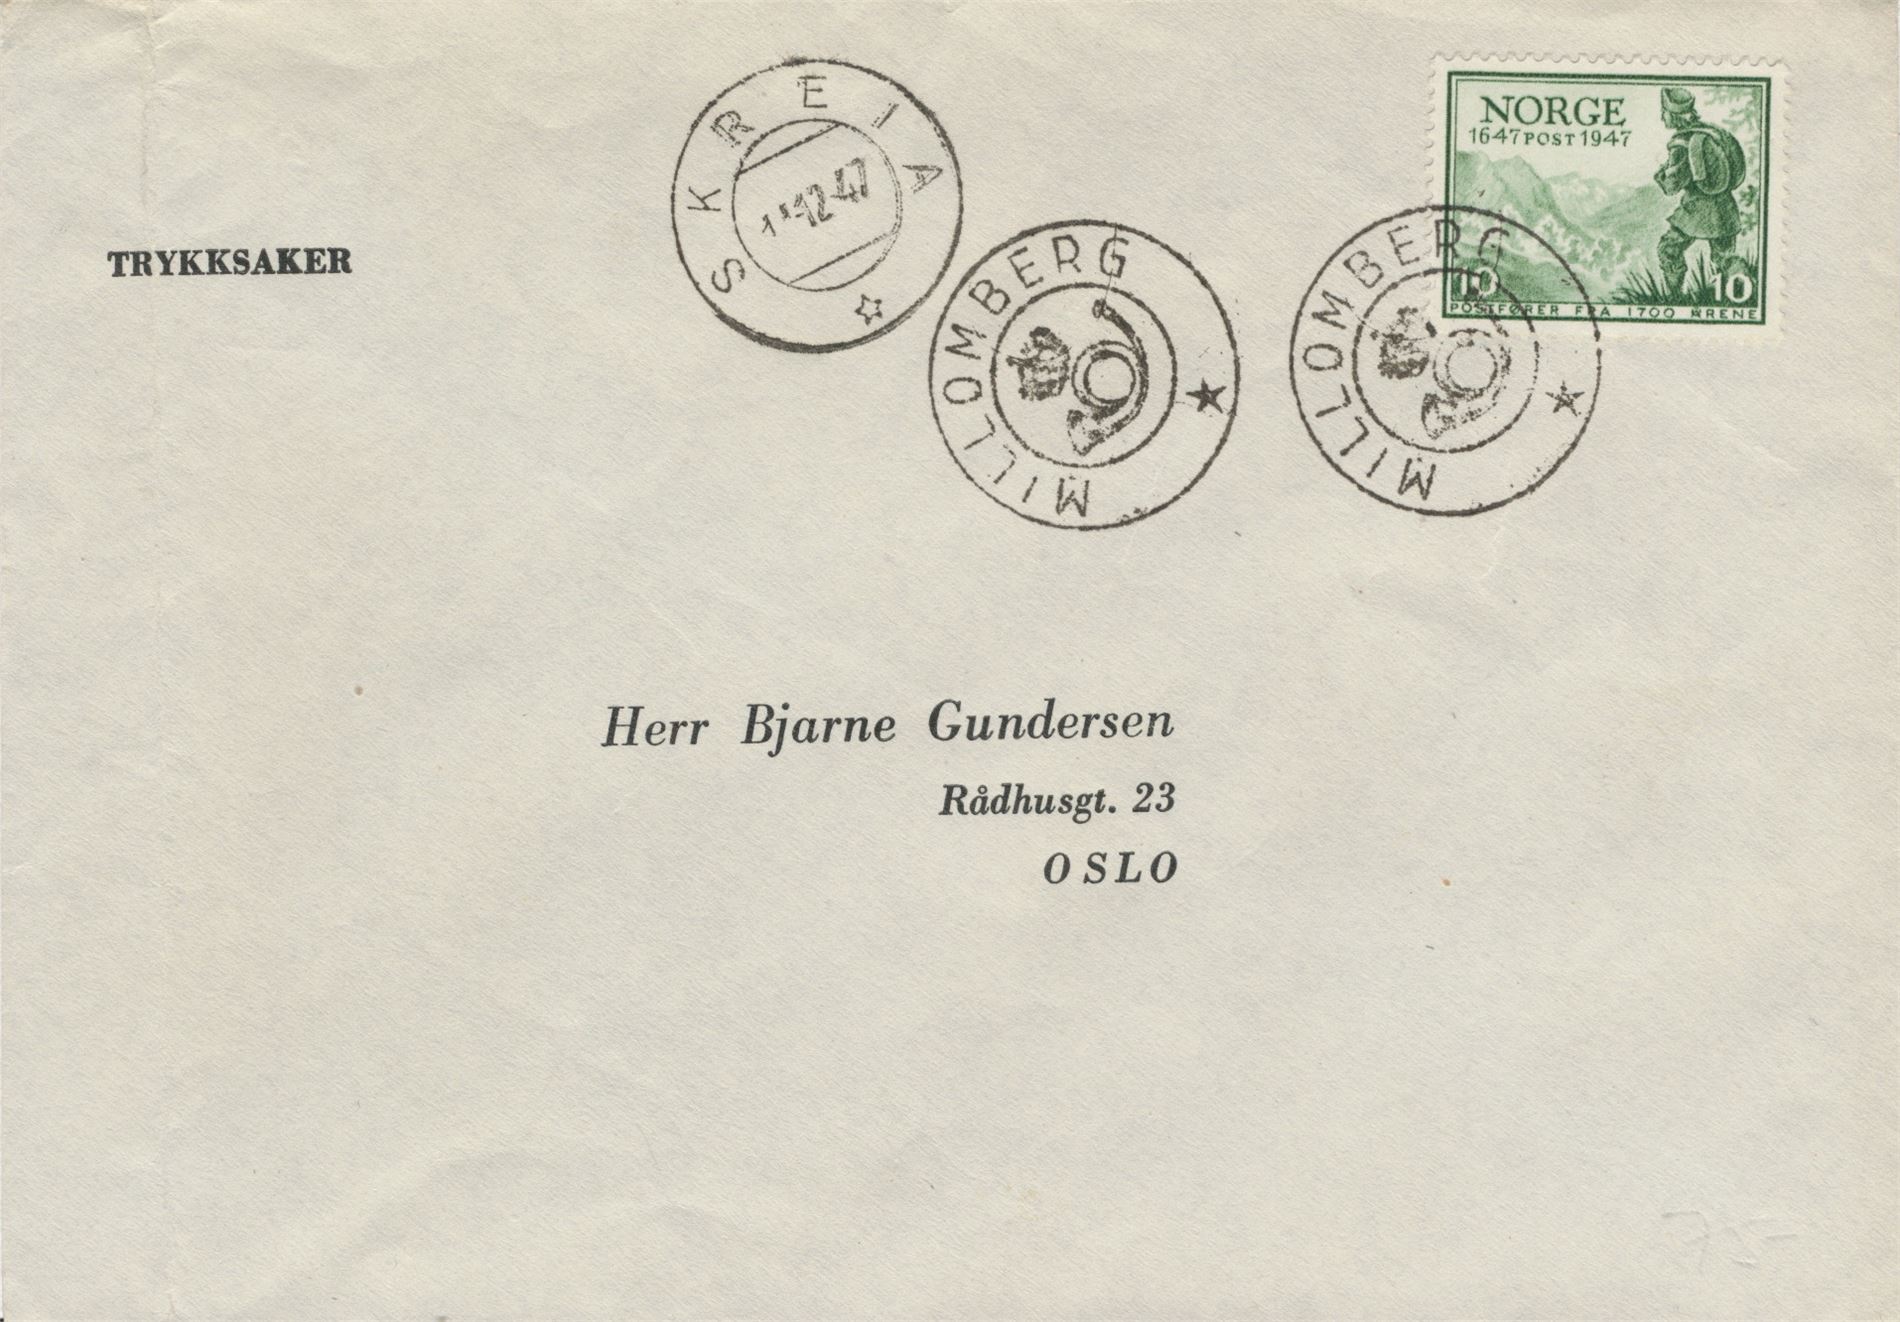 SKREIA
1.12.47
NORGE
1647 POST 1947
10
10
POSTFØRER FRA 1700 ÅRENE
TRYKKSAKER
MILLOMBERG
MILLOMBERG
Herr Bjarne Gundersen
Rådhusgt. 23
OSLO